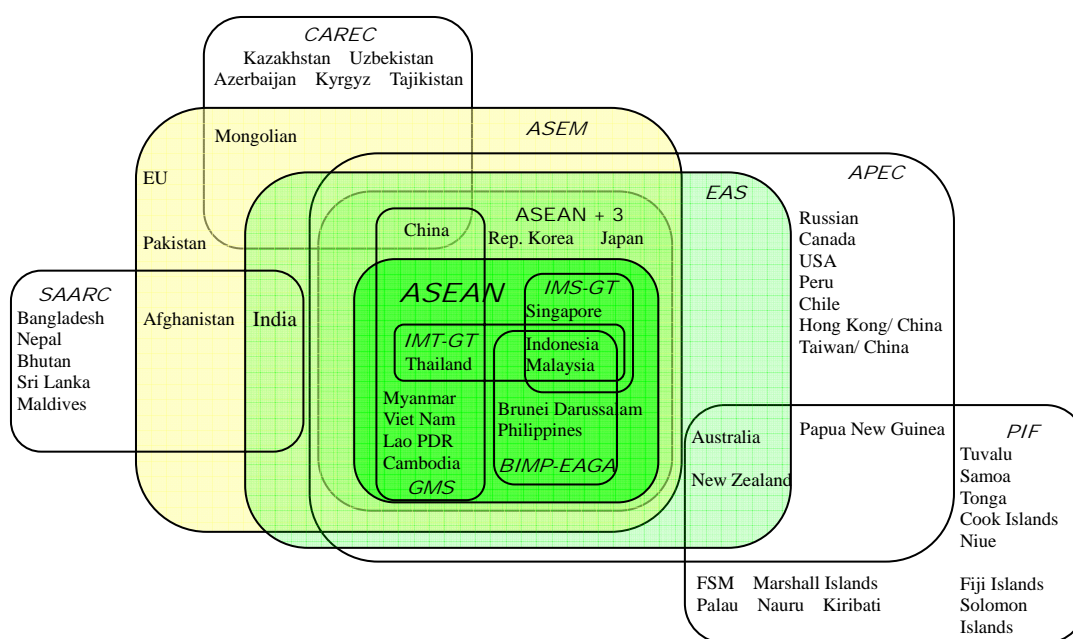 CAREC
Kazakhstan Uzbekistan
Azerbaijan Kyrgyz Tajikistan
Mongolian
ASEM
EU
Pakistan
APEC
EAS
ASEAN + 3
China
Rep. Korea Japan
Russian
Canada
USA
Peru
Chile
Hong Kong/ China
Taiwan/ China
SAARC
Bangladesh
Nepal
Bhutan
Sri Lanka
Maldives
Afghanistan
India
ASEAN
IMS-GT
Singapore
IMT-GT
Thailand
Indonesia
Malaysia
Myanmar
Viet Nam
Lao PDR
Cambodia
GMS
Brunei Darussalam
Philippines
BIMP-EAGA
Australia
New Zealand
Papua New Guinea
PIF
Tuvalu
Samoa
Tonga
Cook Islands
Niue
FSM Marshall Islands
Palau Nauru Kiribati
Fiji Islands
Solomon
Islands